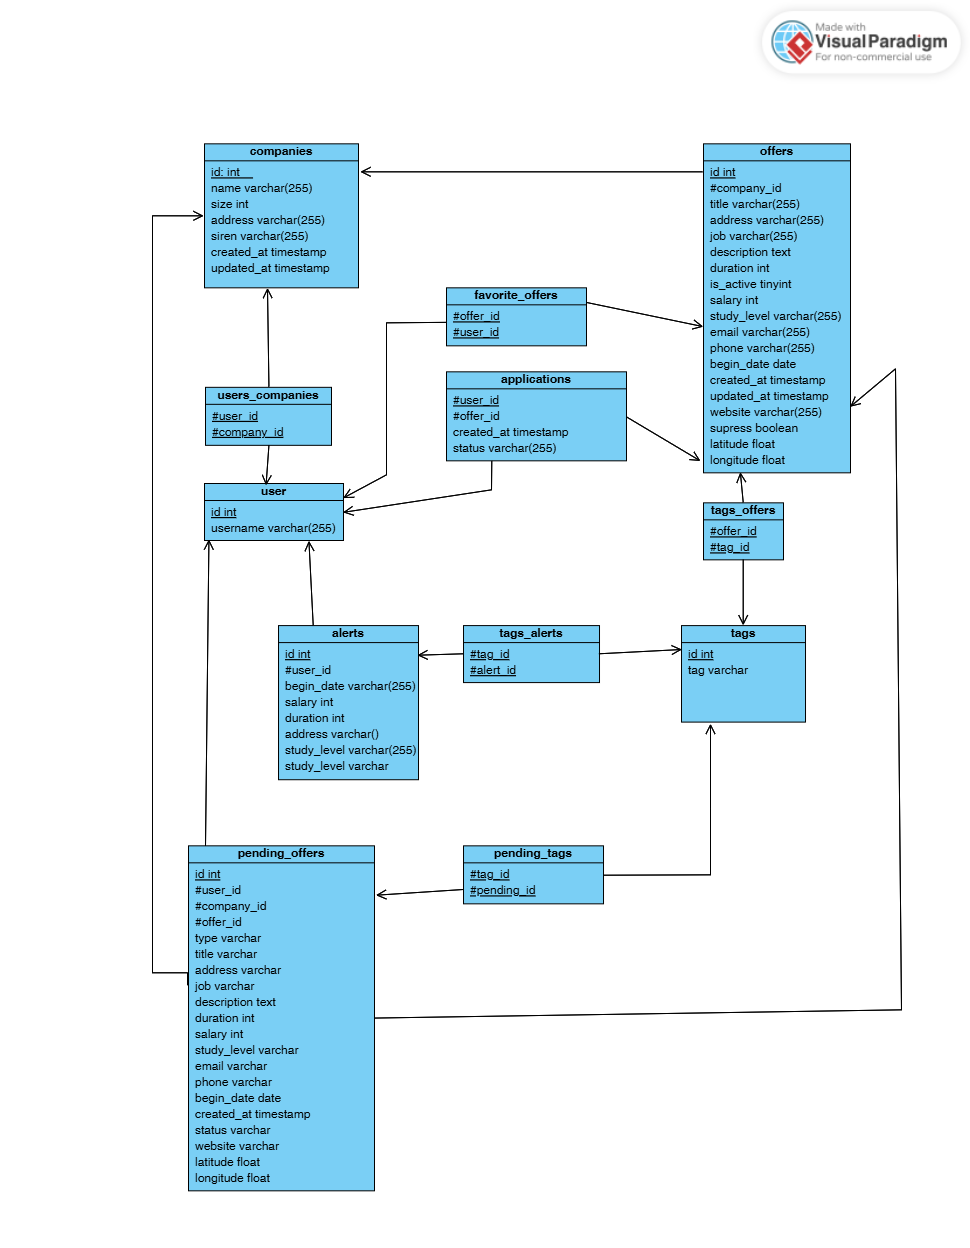 Made with
VisualParadigm
For non-commercial use
companies
id: int
name varchar(255)
size int
address varchar(255)
siren varchar(255)
created_at timestamp
updated_at timestamp
offers
id int
#company_id
title varchar(255)
address varchar(255)
job varchar(255)
description text
duration int
is_active tinyint
salary int
study_level varchar(255)
email varchar(255)
phone varchar(255)
begin_date date
created_at timestamp
updated_at timestamp
website varchar(255)
supress boolean
latitude float
longitude float
favorite_offers
#offer_id
#user_id
applications
#user_id
#offer_id
created_at timestamp
status varchar(255)
users_companies
#user_id
#company_id
user
id int
username varchar(255)
tags_offers
#offer_id
#tag_id
alerts
id int
#user_id
begin_date varchar(255)
salary int
duration int
address varchar()
study_level varchar(255)
study_level varchar
tags_alerts
#tag_id
#alert_id
tags
id int
tag varchar
pending_offers
id int
#user_id
#company_id
#offer_id
type varchar
title varchar
address varchar
job varchar
description text
duration int
salary int
study_level varchar
email varchar
phone varchar
begin_date date
created_at timestamp
status varchar
website varchar
latitude float
longitude float
pending_tags
#tag_id
#pending_id